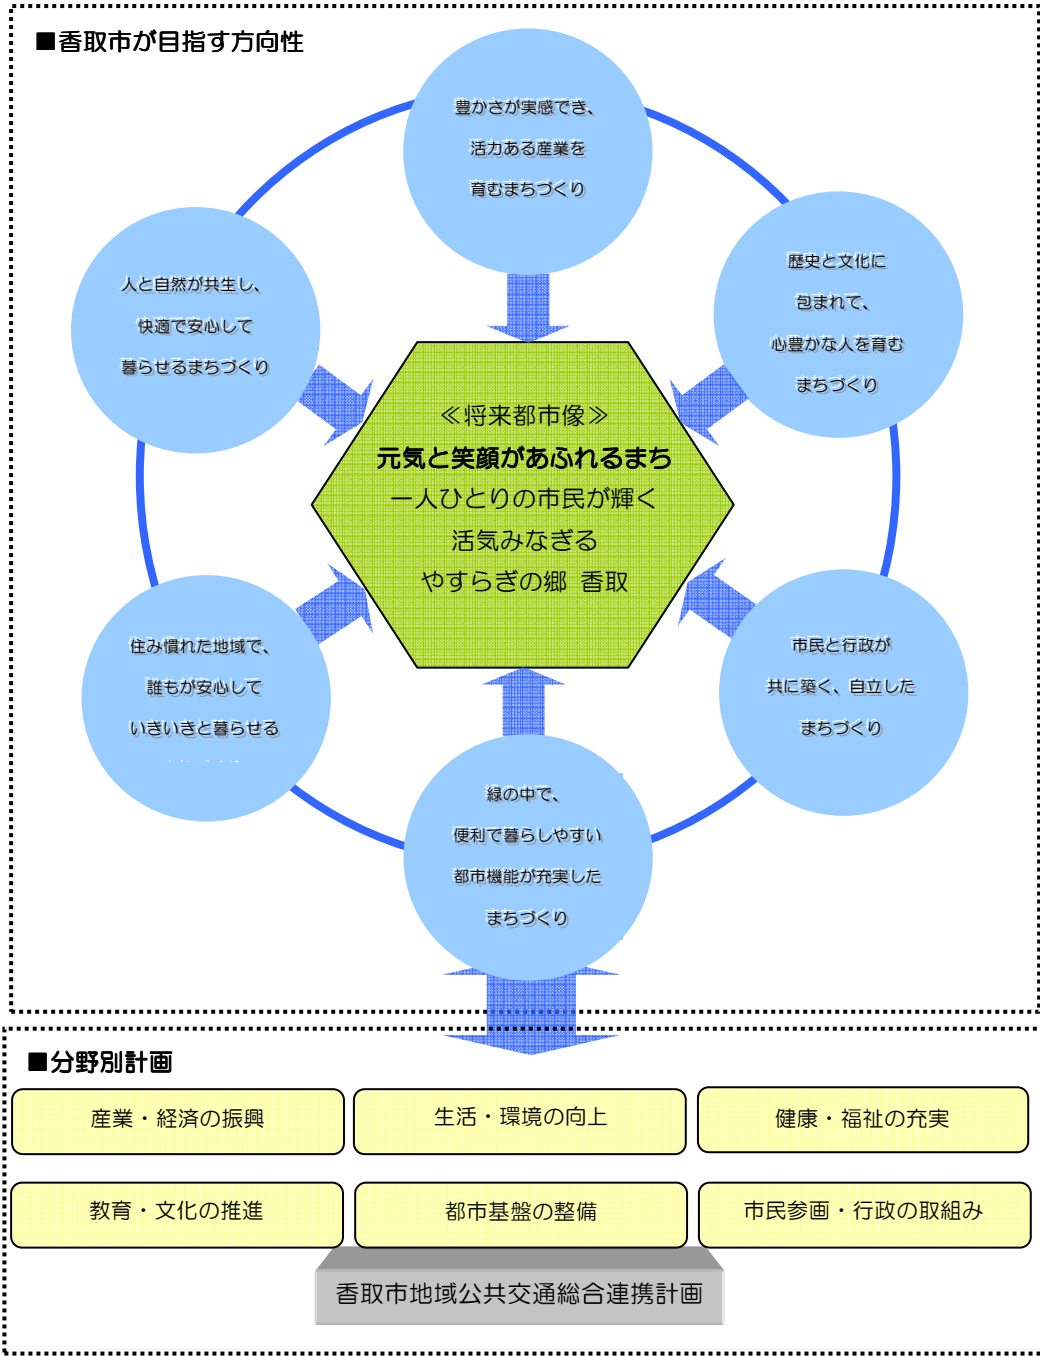 ■香取市が目指す方向性
豊かさが実感でき、
活力ある産業を
育むまちづくり
歴史と文化に
包まれて、
心豊かな人を育む
まちづくり
人と自然が共生し、
快適で安心して
暮らせるまちづくり
≪将来都市像≫
元気と笑顔があふれるまち
一人ひとりの市民が輝く
活気みなぎる
やすらぎの郷 香取
住み慣れた地域で、
誰もが安心して
いきいきと暮らせる
市民と行政が
共に築く、自立した
まちづくり
緑の中で、
便利で暮らしやすい
都市機能が充実した
まちづくり
■分野別計画
産業・経済の振興
生活・環境の向上
健康・福祉の充実
教育・文化の推進
都市基盤の整備
市民参画・行政の取組み
香取市地域公共交通総合連携計画